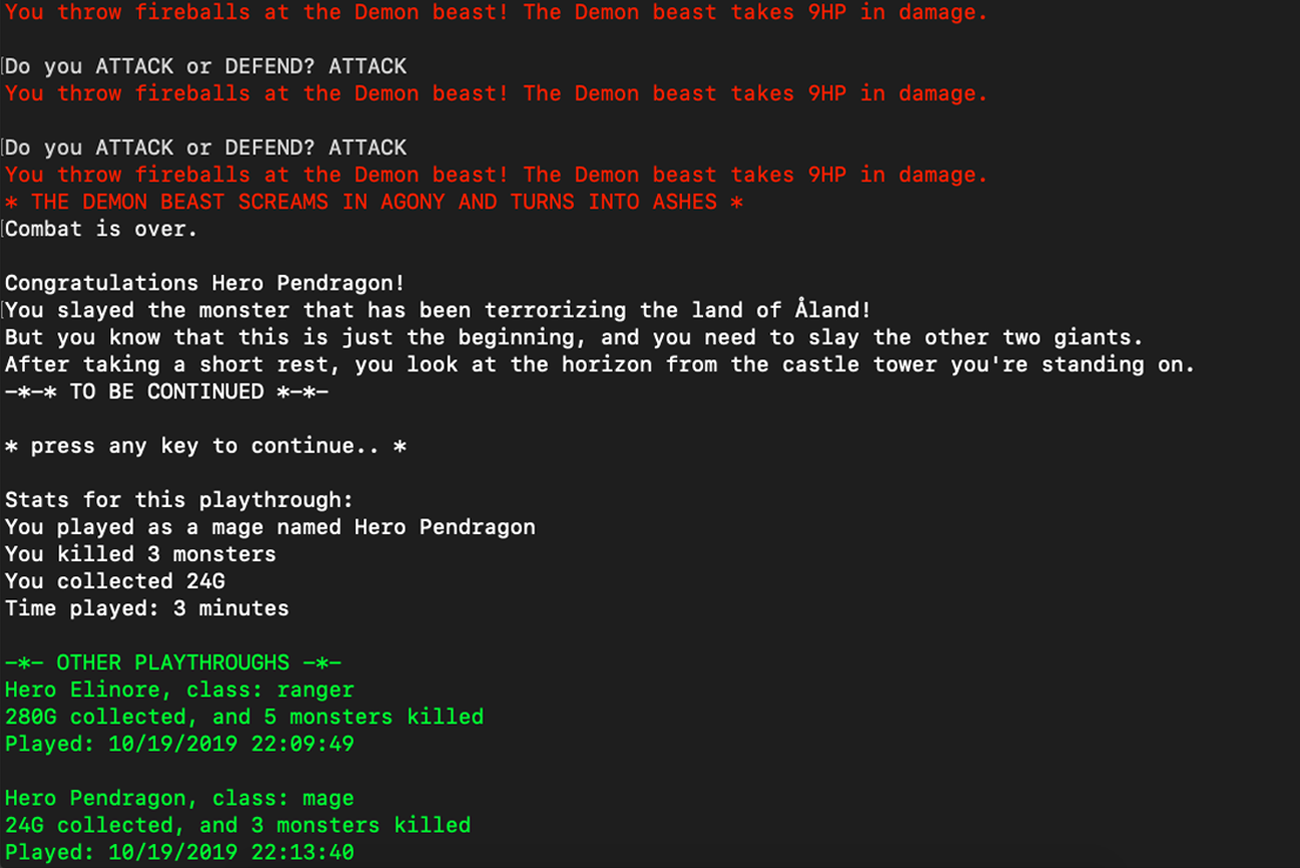 You throw fireballs at the Demon beast! The Demon beast takes 9HP in damage.
Do you ATTACK or DEFEND? ATTACK
You throw fireballs at the Demon beast! The Demon beast takes 9HP in damage.
Do you ATTACK or DEFEND? ATTACK
You throw fireballs at the Demon beast! The Demon beast takes 9HP in damage.
* THE DEMON BEAST SCREAMS IN AGONY AND TURNS INTO ASHES *
Combat is over.
Congratulations Hero Pendragon!
You slayed the monster that has been terrorizing the land of Åland!
But you know that this is just the beginning, and you need to slay the other two giants.
After taking a short rest, you look at the horizon from the castle tower you're standing on.
-*-* TO BE CONTINUED *-*-
* press any key to continue.. *
Stats for this playthrough:
You played as a mage named Hero Pendragon
You killed 3 monsters
You collected 24G
Time played: 3 minutes
-*- OTHER PLAYTHROUGHS -*-
Hero Elinore, class: ranger
280G collected, and 5 monsters killed
Played: 10/19/2019 22:09:49
Hero Pendragon, class: mage
24G collected, and 3 monsters killed
Played: 10/19/2019 22:13:40